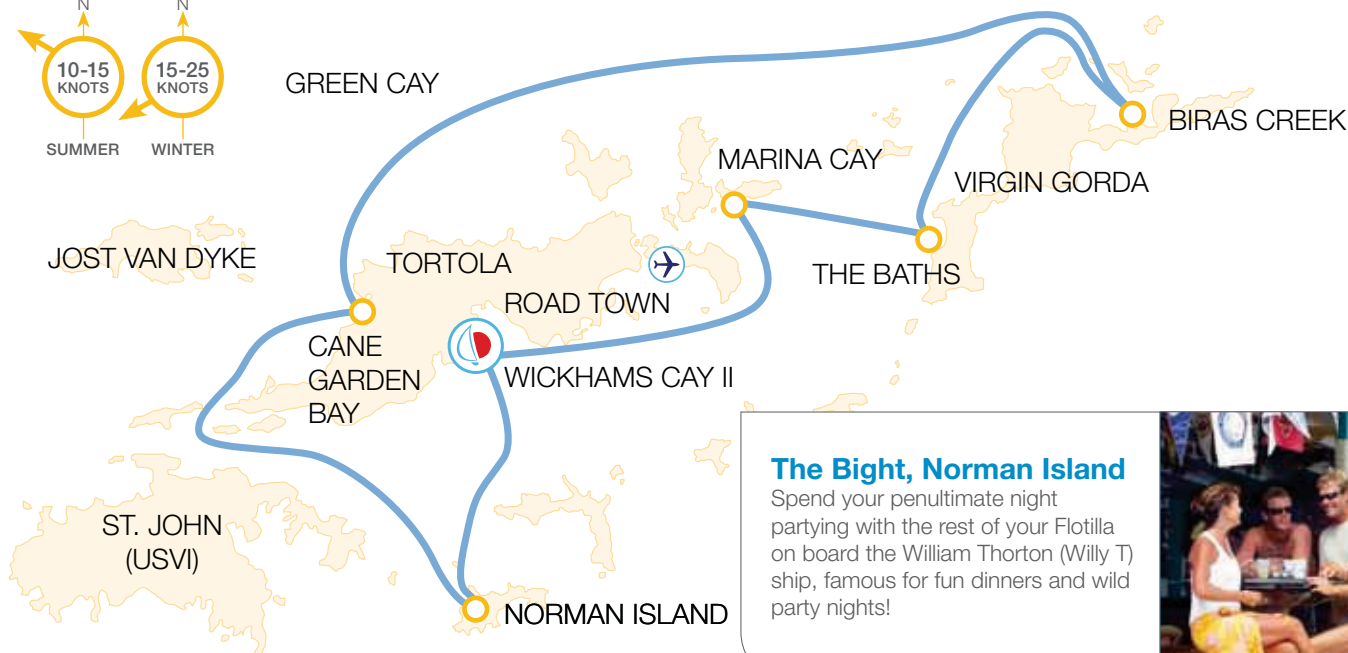 N
N
10-15
KNOTS
15-25
KNOTS
SUMMER
WINTER
GREEN CAY
BIRAS CREEK
MARINA CAY
VIRGIN GORDA
JOST VAN DYKE
TORTOLA
THE BATHS
ROAD TOWN
CANE
GARDEN
BAY
WICKHAMS CAY II
ST. JOHN
(USVI)
NORMAN ISLAND
The Bight, Norman Island
Spend your penultimate night
partying with the rest of your Flotilla
on board the William Thorton (Willy T)
ship, famous for fun dinners and wild
party nights!